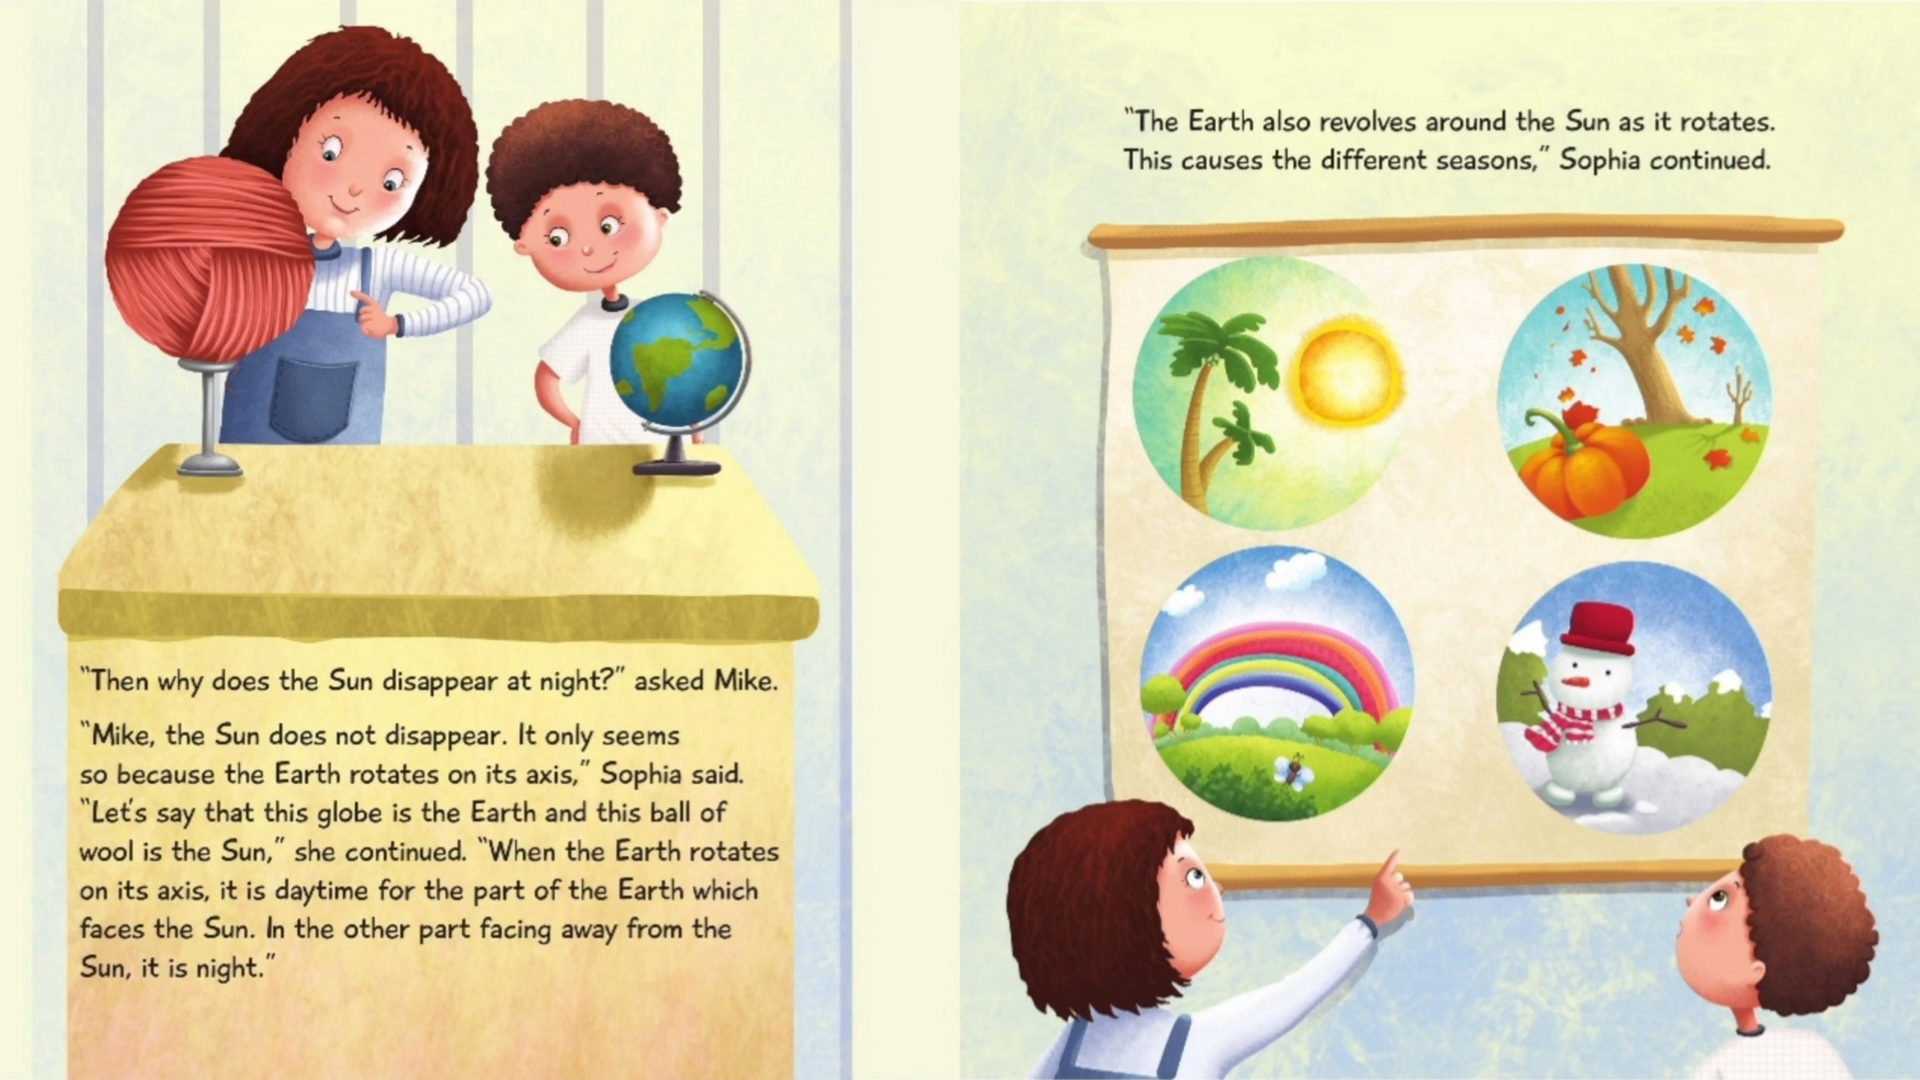 "Then why does the Sun disappear at night?" asked Mike.
"Mike, the Sun does not disappear. It only seems
so because the Earth rotates on its axis," Sophia said.
"Let's say that this globe is the Earth and this ball of
wool is the Sun," she continued. "When the Earth rotates
on its axis, it is daytime for the part of the Earth which
faces the Sun. In the other part facing away from the
Sun, it is night."
"The Earth also revolves around the Sun as it rotates.
This causes the different seasons," Sophia continued.